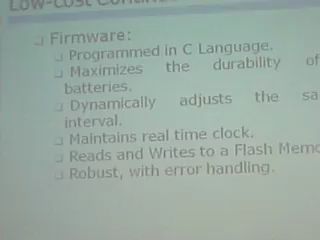 Low-cost
Firmware:
Programmed in C Language.
Maximizes the durability of
batteries.
Dynamically adjusts the sa
interval.
Maintains real time clock.
Reads and Writes to a Flash Memo
Robust, with error handling.